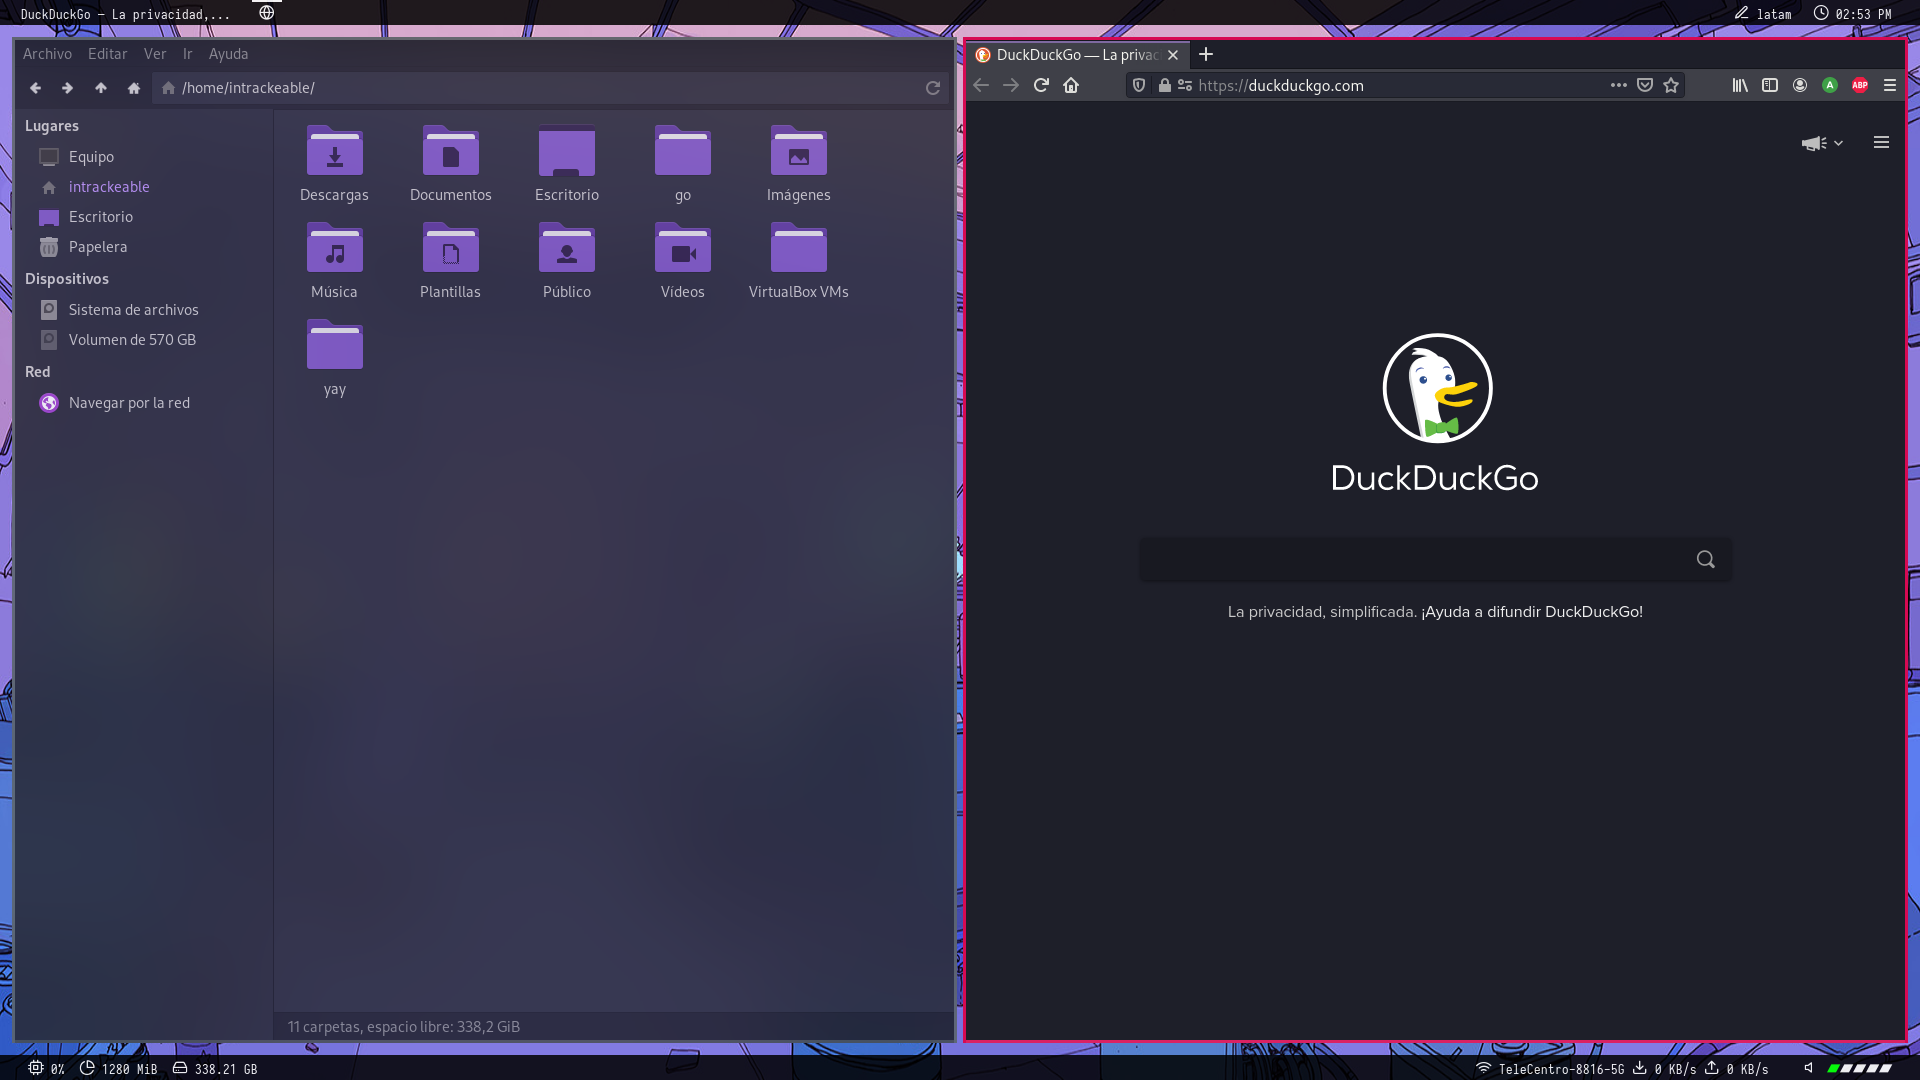 DuckDuckGo — La privacidad,...
latam
02:53 PM
Archivo Editar Ver Ir Ayuda
/home/intrackeable/
Lugares
Equipo
intrackeable
Escritorio
Papelera
Dispositivos
Sistema de archivos
Volumen de 570 GB
Red
Navegar por la red
Descargas Documentos Escritorio go Imágenes
Música Plantillas Público Vídeos VirtualBox VMs
yay
11 carpetas, espacio libre: 338,2 GiB
DuckDuckGo — La privac
https://duckduckgo.com
A
ABP
DuckDuckGo
La privacidad, simplificada. ¡Ayuda a difundir DuckDuckGo!
0% 1280 MiB 338.21 GB
TeleCentro-8816-5G 0 KB/s 0 KB/s